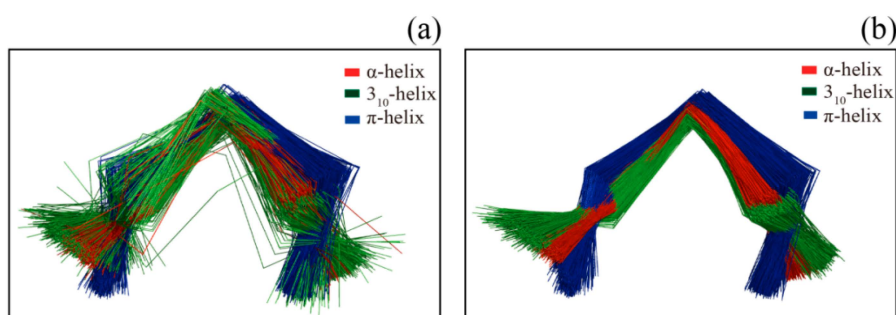 (a)
α-helix
3₁₀-helix
π-helix
(b)
α-helix
3₁₀-helix
π-helix